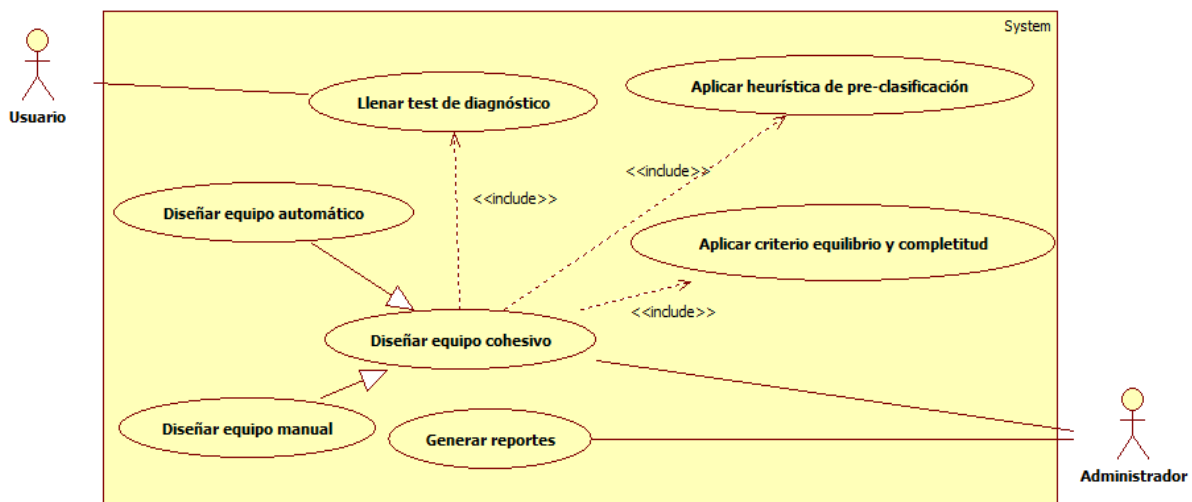 System
Usuario
Llenar test de diagnóstico
Aplicar heurística de pre-clasificación
<<include>>
<<include>>
Diseñar equipo automático
Aplicar criterio equilibrio y completitud
<<include>>
Diseñar equipo cohesivo
Diseñar equipo manual
Generar reportes
Administrador